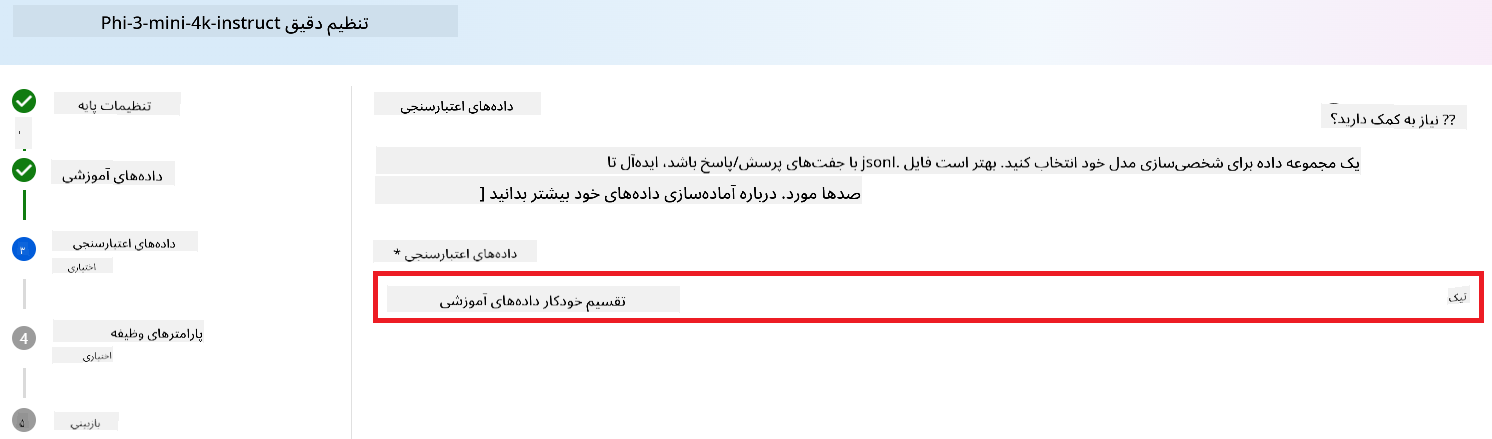 تنظیم دقیق Phi-3-mini-4k-instruct
تنظیمات پایه
داده‌های آموزشی
۳
داده‌های اعتبارسنجی
اختیاری
4
پارامترهای وظیفه
اختیاری
۵
بازبینی
داده‌های اعتبارسنجی
?? نیاز به کمک دارید؟
یک مجموعه داده برای شخصی‌سازی مدل خود انتخاب کنید. بهتر است فایل .jsonl با جفت‌های پرسش/پاسخ باشد، ایده‌آل تا
صدها مورد. درباره آماده‌سازی داده‌های خود بیشتر بدانید [
داده‌های اعتبارسنجی *
تقسیم خودکار داده‌های آموزشی
تیک